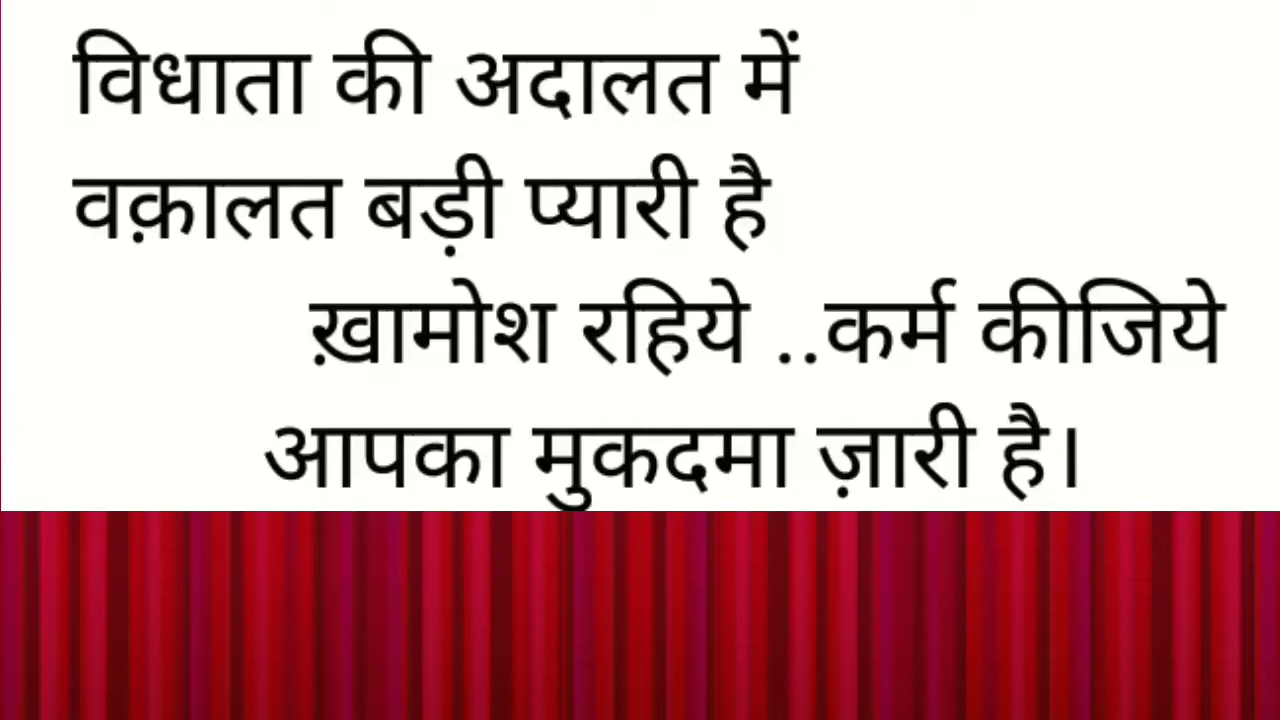 विधाता की अदालत में
वक़ालत बड़ी प्यारी है
ख़ामोश रहिये ..कर्म कीजिये
आपका मुकदमा ज़ारी है।